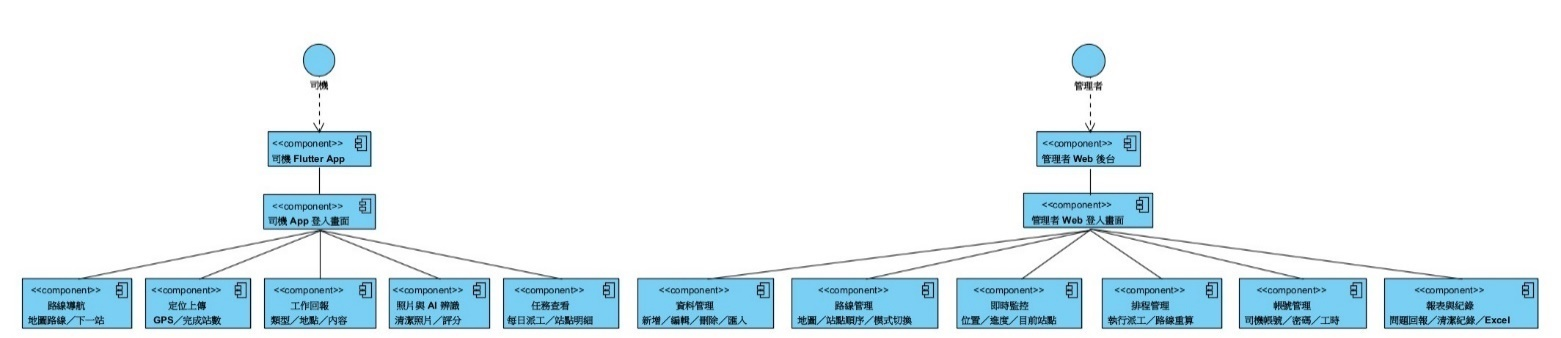 司機
管理者
<<component>>
司機 Flutter App
<<component>>
管理者 Web 後台
<<component>>
司機 App 登入畫面
<<component>>
管理者 Web 登入畫面
<<component>>
路線導航
地圖路線／下一站
<<component>>
定位上傳
GPS／完成站數
<<component>>
工作回報
類型／地點／內容
<<component>>
照片與 AI 辨識
清潔照片／評分
<<component>>
任務查看
每日派工／站點明細
<<component>>
資料管理
新增／編輯／刪除／匯入
<<component>>
路線管理
地圖／站點順序／模式切換
<<component>>
即時監控
位置／進度／目前站點
<<component>>
排程管理
執行派工／路線重算
<<component>>
帳號管理
司機帳號／密碼／工時
<<component>>
報表與紀錄
問題回報／清潔紀錄／Excel